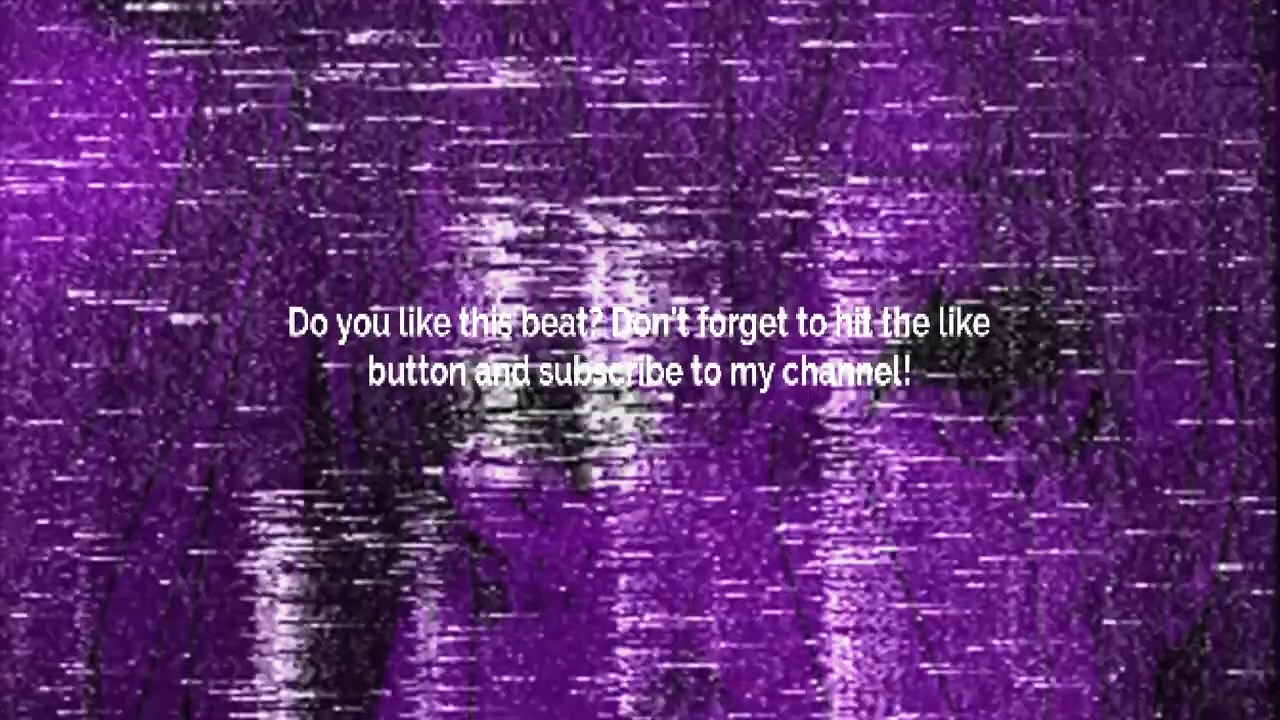 Do you like this beat? Don't forget to hit the like
button and subscribe to my channel!